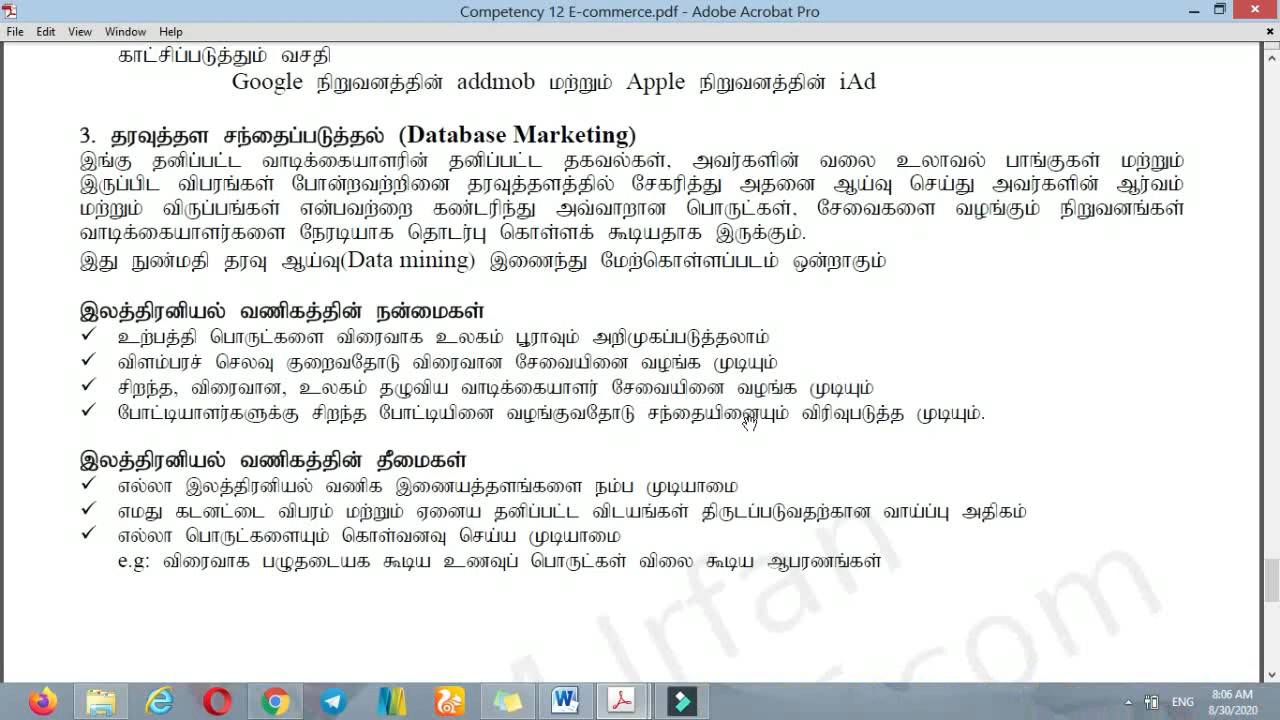 Competency 12 E-commerce.pdf - Adobe Acrobat Pro
File Edit View Window Help
காட்சிப்படுத்தும் வசதி
Google நிறுவனத்தின் addmob மற்றும் Apple நிறுவனத்தின் iAd
3. தரவுத்தள சந்தைப்படுத்தல் (Database Marketing)
இங்கு தனிப்பட்ட வாடிக்கையாளரின் தனிப்பட்ட தகவல்கள், அவர்களின் வலை உலாவல் பாங்குகள் மற்றும்
இருப்பிட விபரங்கள் போன்றவற்றினை தரவுத்தளத்தில் சேகரித்து அதனை ஆய்வு செய்து அவர்களின் ஆர்வம்
மற்றும் விருப்பங்கள் என்பவற்றை கண்டரிந்து அவ்வாறான பொருட்கள், சேவைகளை வழங்கும் நிறுவனங்கள்
வாடிக்கையாளர்களை நேரடியாக தொடர்பு கொள்ளக் கூடியதாக இருக்கும்.
இது நுண்மதி தரவு ஆய்வு(Data mining) இணைந்து மேற்கொள்ளப்படம் ஒன்றாகும்
இலத்திரனியல் வணிகத்தின் நன்மைகள்
✓ உற்பத்தி பொருட்களை விரைவாக உலகம் பூராவும் அறிமுகப்படுத்தலாம்
✓ விளம்பரச் செலவு குறைவதோடு விரைவான சேவையினை வழங்க முடியும்
✓ சிறந்த, விரைவான, உலகம் தழுவிய வாடிக்கையாளர் சேவையினை வழங்க முடியும்
✓ போட்டியாளர்களுக்கு சிறந்த போட்டியினை வழங்குவதோடு சந்தையினையும் விரிவுபடுத்த முடியும்.
இலத்திரனியல் வணிகத்தின் தீமைகள்
✓ எல்லா இலத்திரனியல் வணிக இணையத்தளங்களை நம்ப முடியாமை
✓ எமது கடனட்டை விபரம் மற்றும் ஏனைய தனிப்பட்ட விடயங்கள் திருடப்படுவதற்கான வாய்ப்பு அதிகம்
✓ எல்லா பொருட்களையும் கொள்வனவு செய்ய முடியாமை
e.g: விரைவாக பழுதடையக கூடிய உணவுப் பொருட்கள் விலை கூடிய ஆபரணங்கள்
Irfan
.com
ENG
8:06 AM
8/30/2020